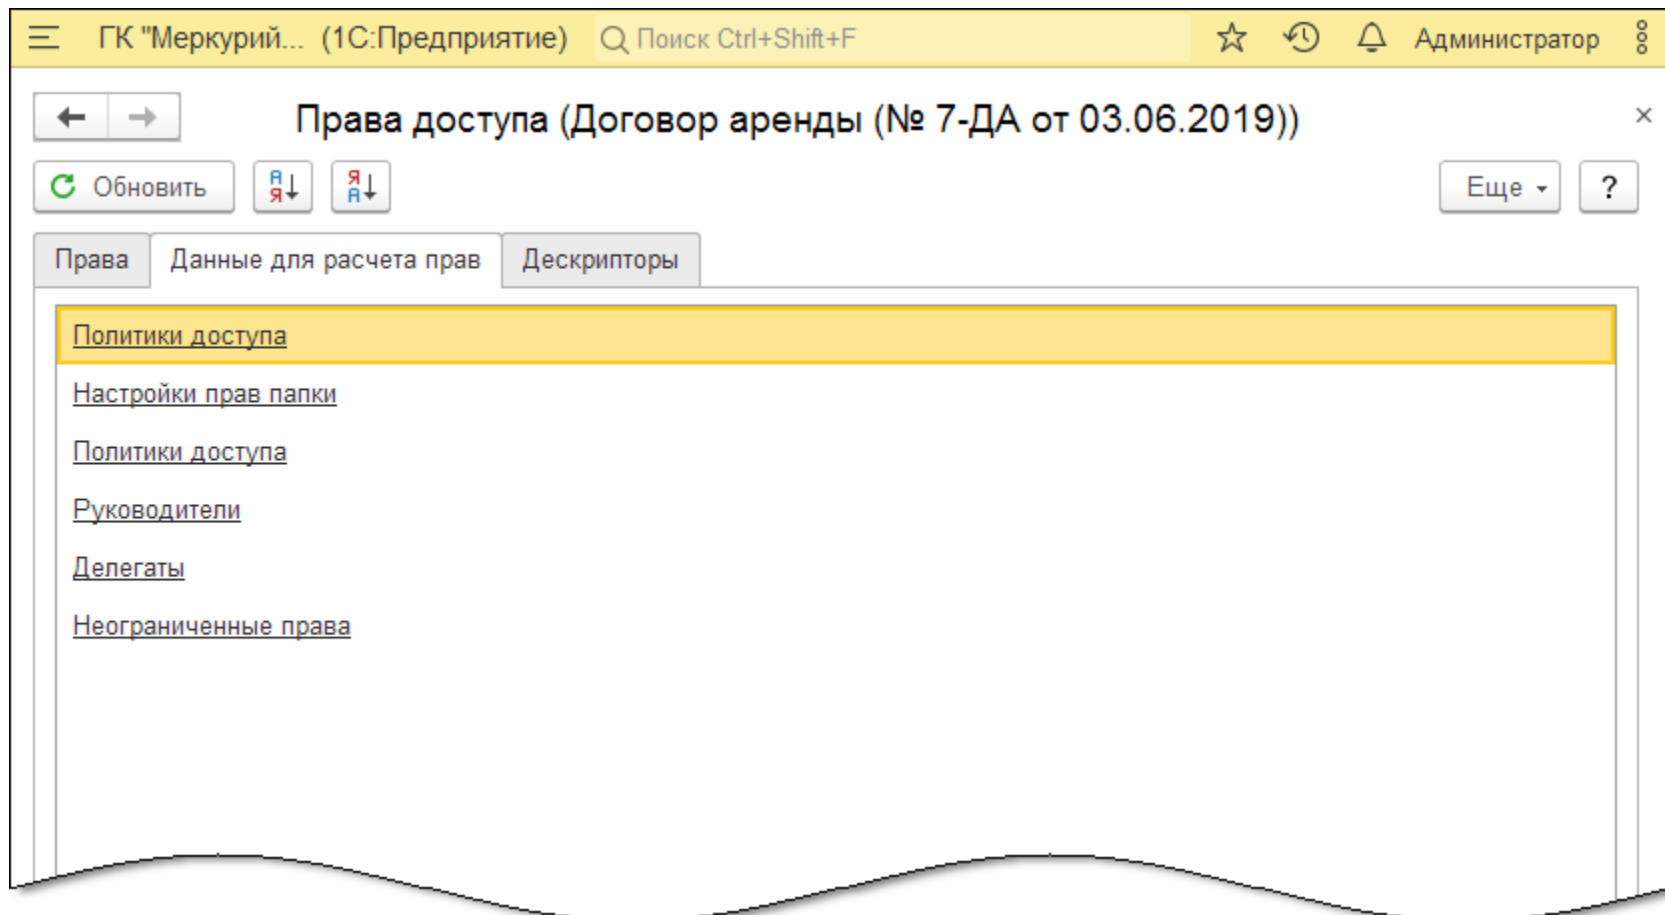 ГК "Меркурий... (1С:Предприятие) Поиск Ctrl+Shift+F Администратор
Права доступа (Договор аренды (№ 7-ДА от 03.06.2019))
Обновить А Я Я А Еще ?
Права Данные для расчета прав Дескрипторы
Политики доступа
Настройки прав папки
Политики доступа
Руководители
Делегаты
Неограниченные права